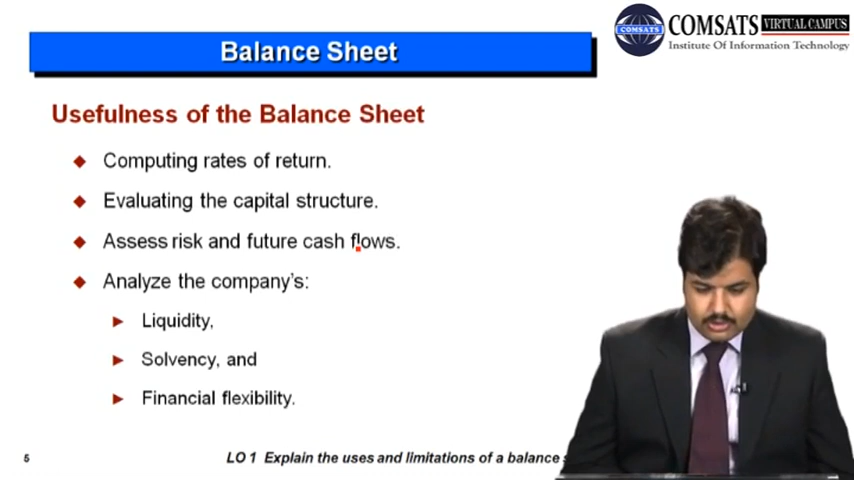 COMSATS VIRTUAL CAMPUS
COMSATS
Institute Of Information Technology
Balance Sheet
Usefulness of the Balance Sheet
Computing rates of return.
Evaluating the capital structure.
Assess risk and future cash flows.
Analyze the company's:
Liquidity,
Solvency, and
Financial flexibility.
5
LO 1 Explain the uses and limitations of a balance